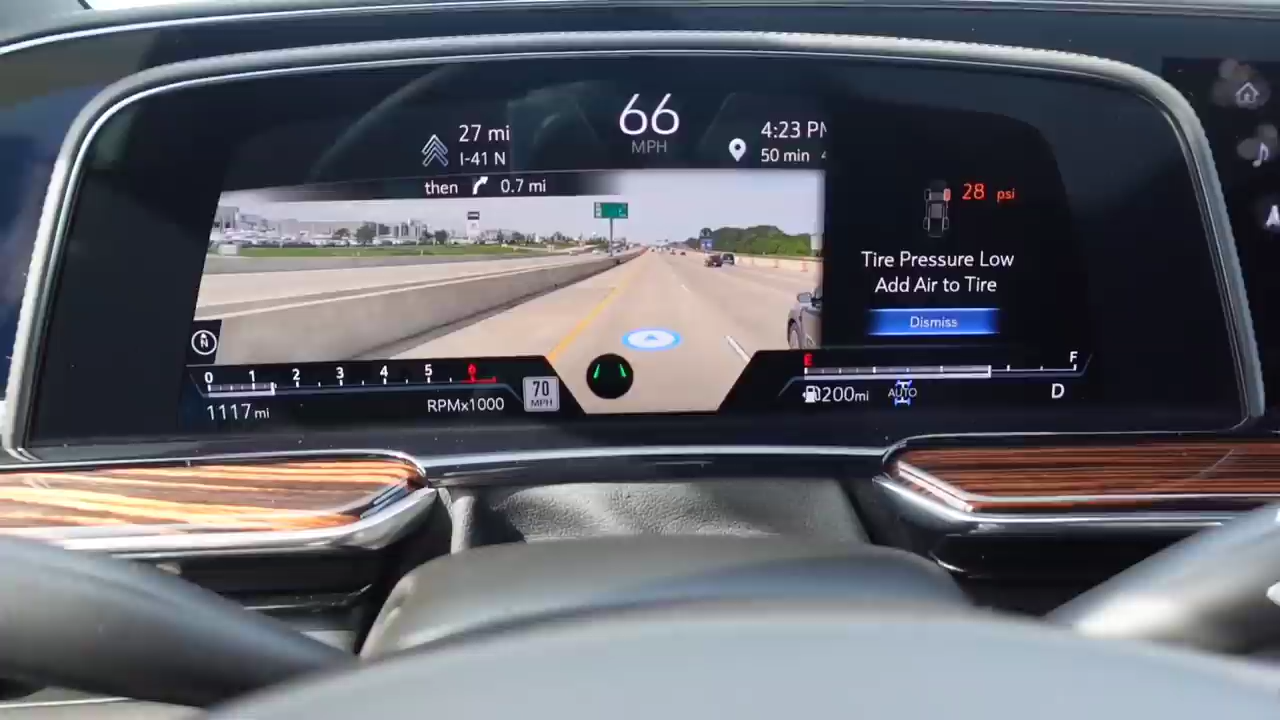 66
MPH
27 mi
I-41 N
4:23 PM
50 min
then 0.7 mi
28 psi
Tire Pressure Low
Add Air to Tire
Dismiss
N
0 1 2 3 4 5 6
1117 mi
RPMx1000
70
MPH
E F
200mi
AUTO
D